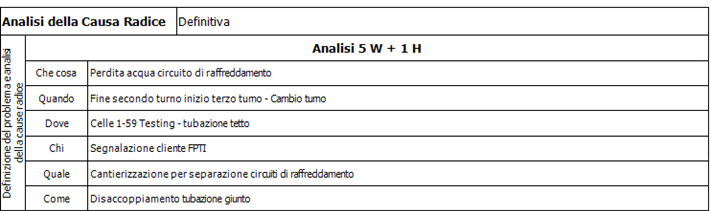 Analisi della Causa Radice Definitiva
Analisi 5 W + 1 H
Definizione del problema e analisi
della cause radice
Che cosa Perdita acqua circuito di raffreddamento
Quando Fine secondo turno inizio terzo turno - Cambio turno
Dove Celle 1-59 Testing - tubazione tetto
Chi Segnalazione cliente FPTI
Quale Cantierizzazione per separazione circuiti di raffreddamento
Come Disaccoppiamento tubazione giunto